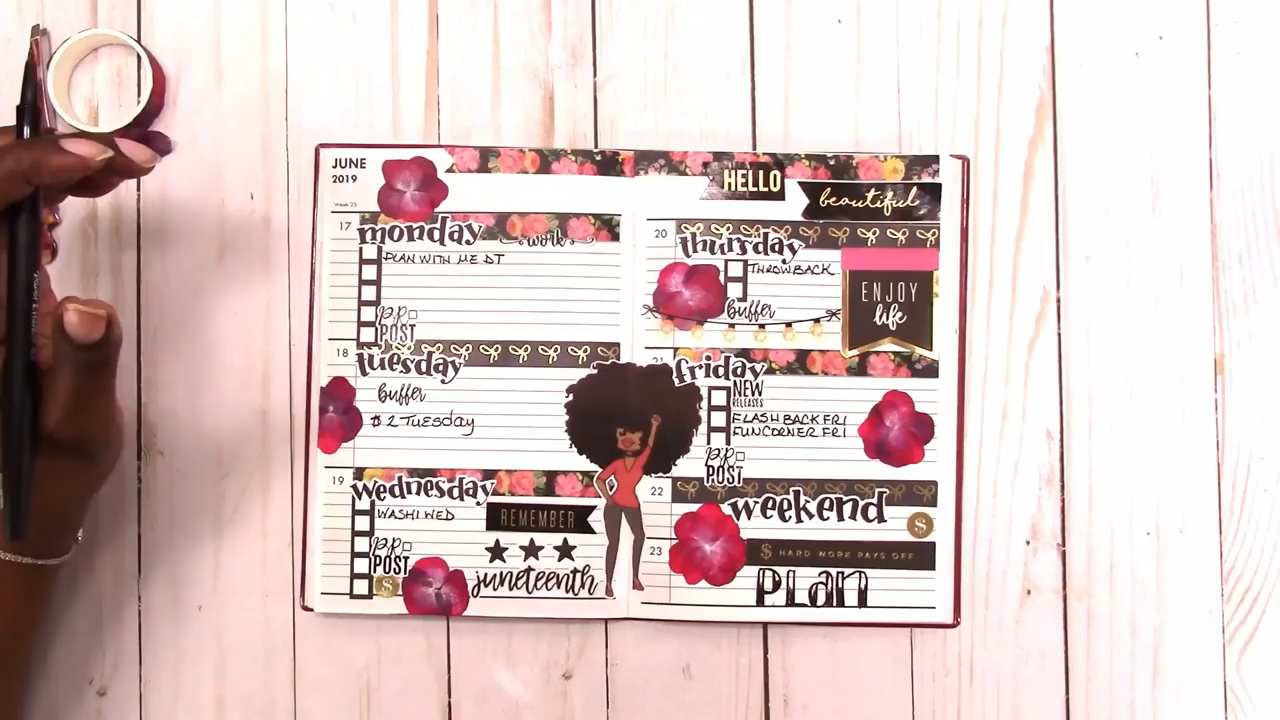 JUNE
2019
Week 25
17
monday
work
PLAN WITH ME DT
pp
POST
18
tuesday
buffer
$2 Tuesday
19
wednesday
WASHI WED
REMEMBER
pp
POST
$
juneteenth
HELLO
beautiful
20
thursday
THROWBACK
ENJOY
life
buffer
21
friday
NEW
RELEASES
FLASHBACK FRI
FUNCORNER FRI
pp
POST
22
weekend
$
23
$ HARD WORK PAYS OFF
PLan